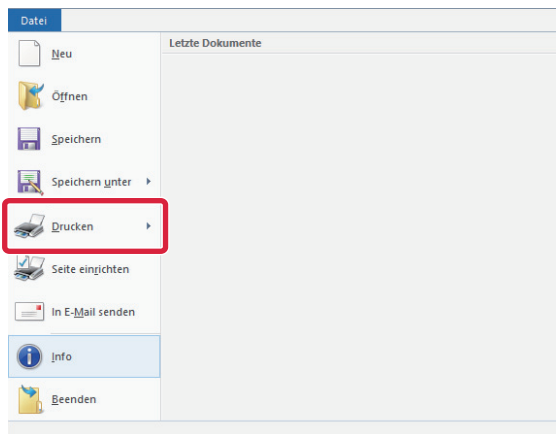 Datei
Letzte Dokumente
Neu
Öffnen
Speichern
Speichern unter
Drucken
Seite einrichten
In E-Mail senden
Info
Beenden